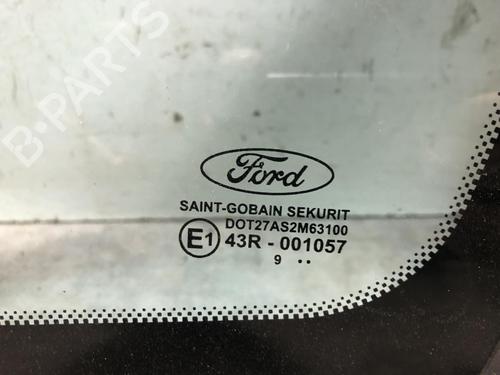 B-PARTS
Ford
SAINT-GOBAIN SEKURIT
DOT27AS2M63100
E1 43R - 001057
9 ..